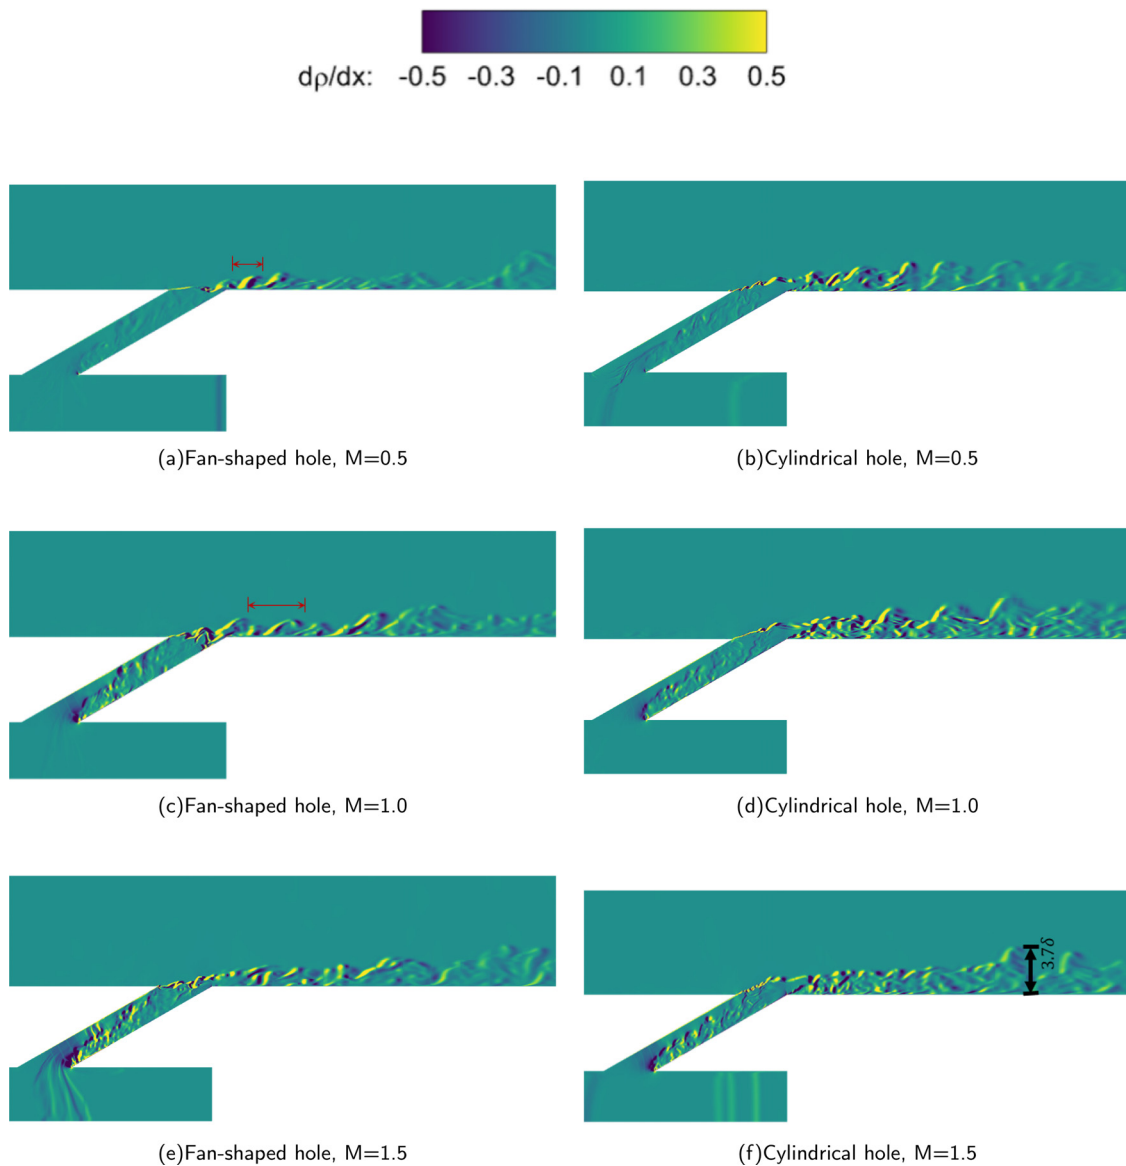 dρ/dx: -0.5 -0.3 -0.1 0.1 0.3 0.5
(a)Fan-shaped hole, M=0.5
(b)Cylindrical hole, M=0.5
(c)Fan-shaped hole, M=1.0
(d)Cylindrical hole, M=1.0
3.7δ
(e)Fan-shaped hole, M=1.5
(f)Cylindrical hole, M=1.5